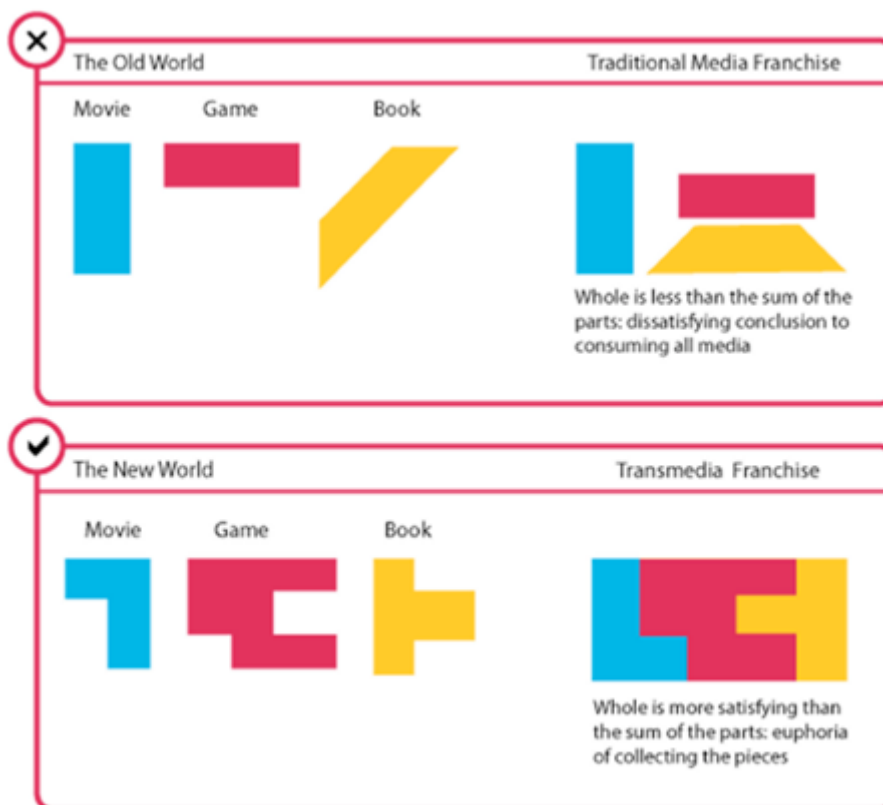 The Old World
Traditional Media Franchise
Movie
Game
Book
Whole is less than the sum of the
parts: dissatisfying conclusion to
consuming all media
The New World
Transmedia Franchise
Movie
Game
Book
Whole is more satisfying than
the sum of the parts: euphoria
of collecting the pieces